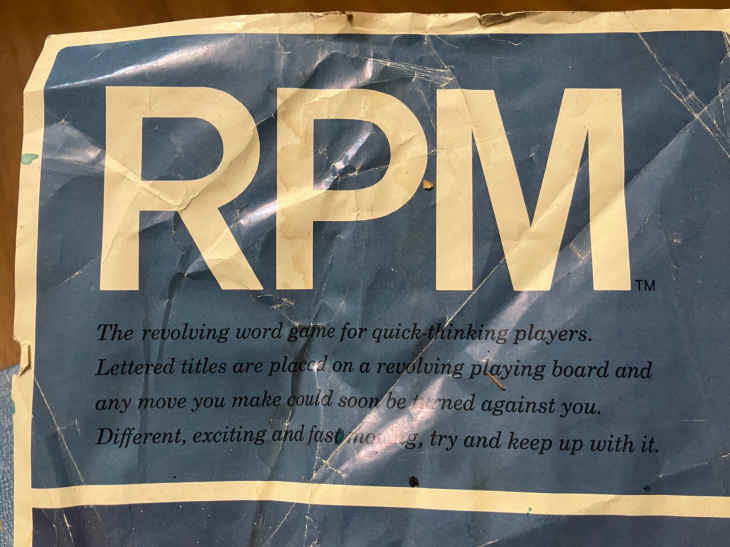 RPM
TM
The revolving word game for quick-thinking players.
Lettered titles are placed on a revolving playing board and
any move you make could soon be turned against you.
Different, exciting and fast moving, try and keep up with it.